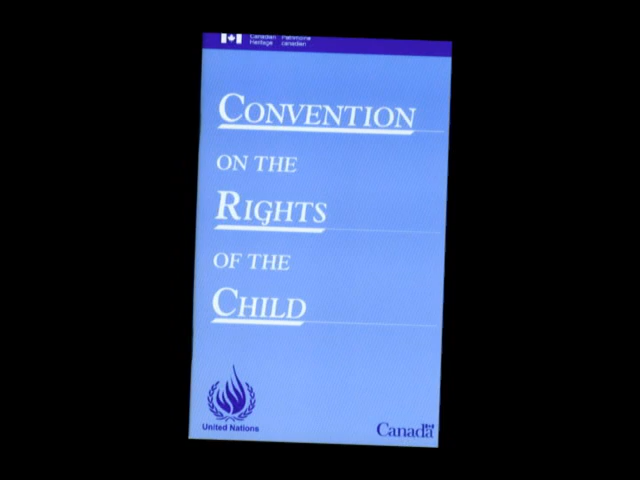 Canadian Patrimoine
Heritage canadien
CONVENTION
ON THE
RIGHTS
OF THE
CHILD
United Nations
Canada